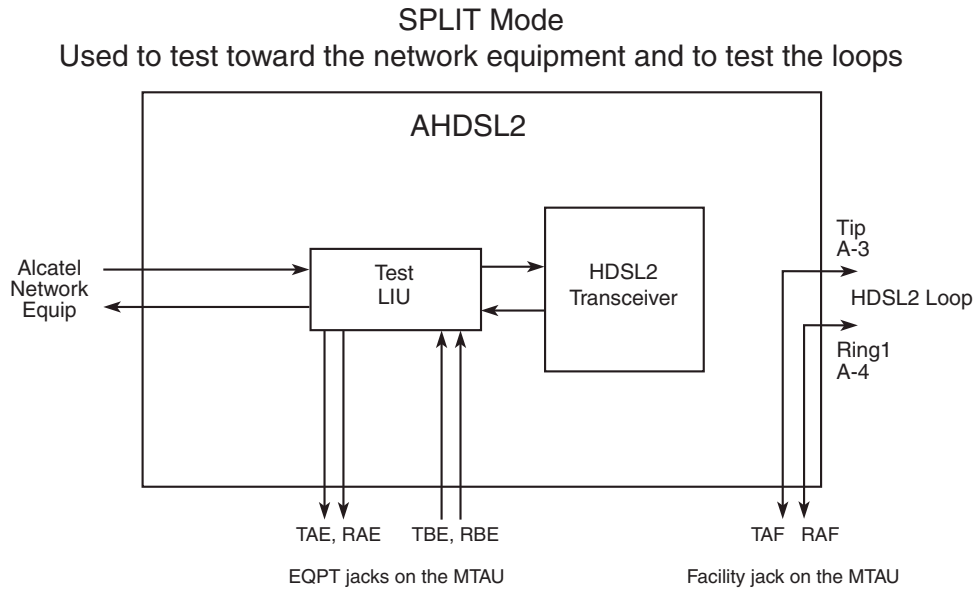 SPLIT Mode
Used to test toward the network equipment and to test the loops
AHDSL2
Alcatel
Network
Equip
Test
LIU
HDSL2
Transceiver
Tip
A-3
HDSL2 Loop
Ring1
A-4
TAE, RAE
TBE, RBE
TAF
RAF
EQPT jacks on the MTAU
Facility jack on the MTAU